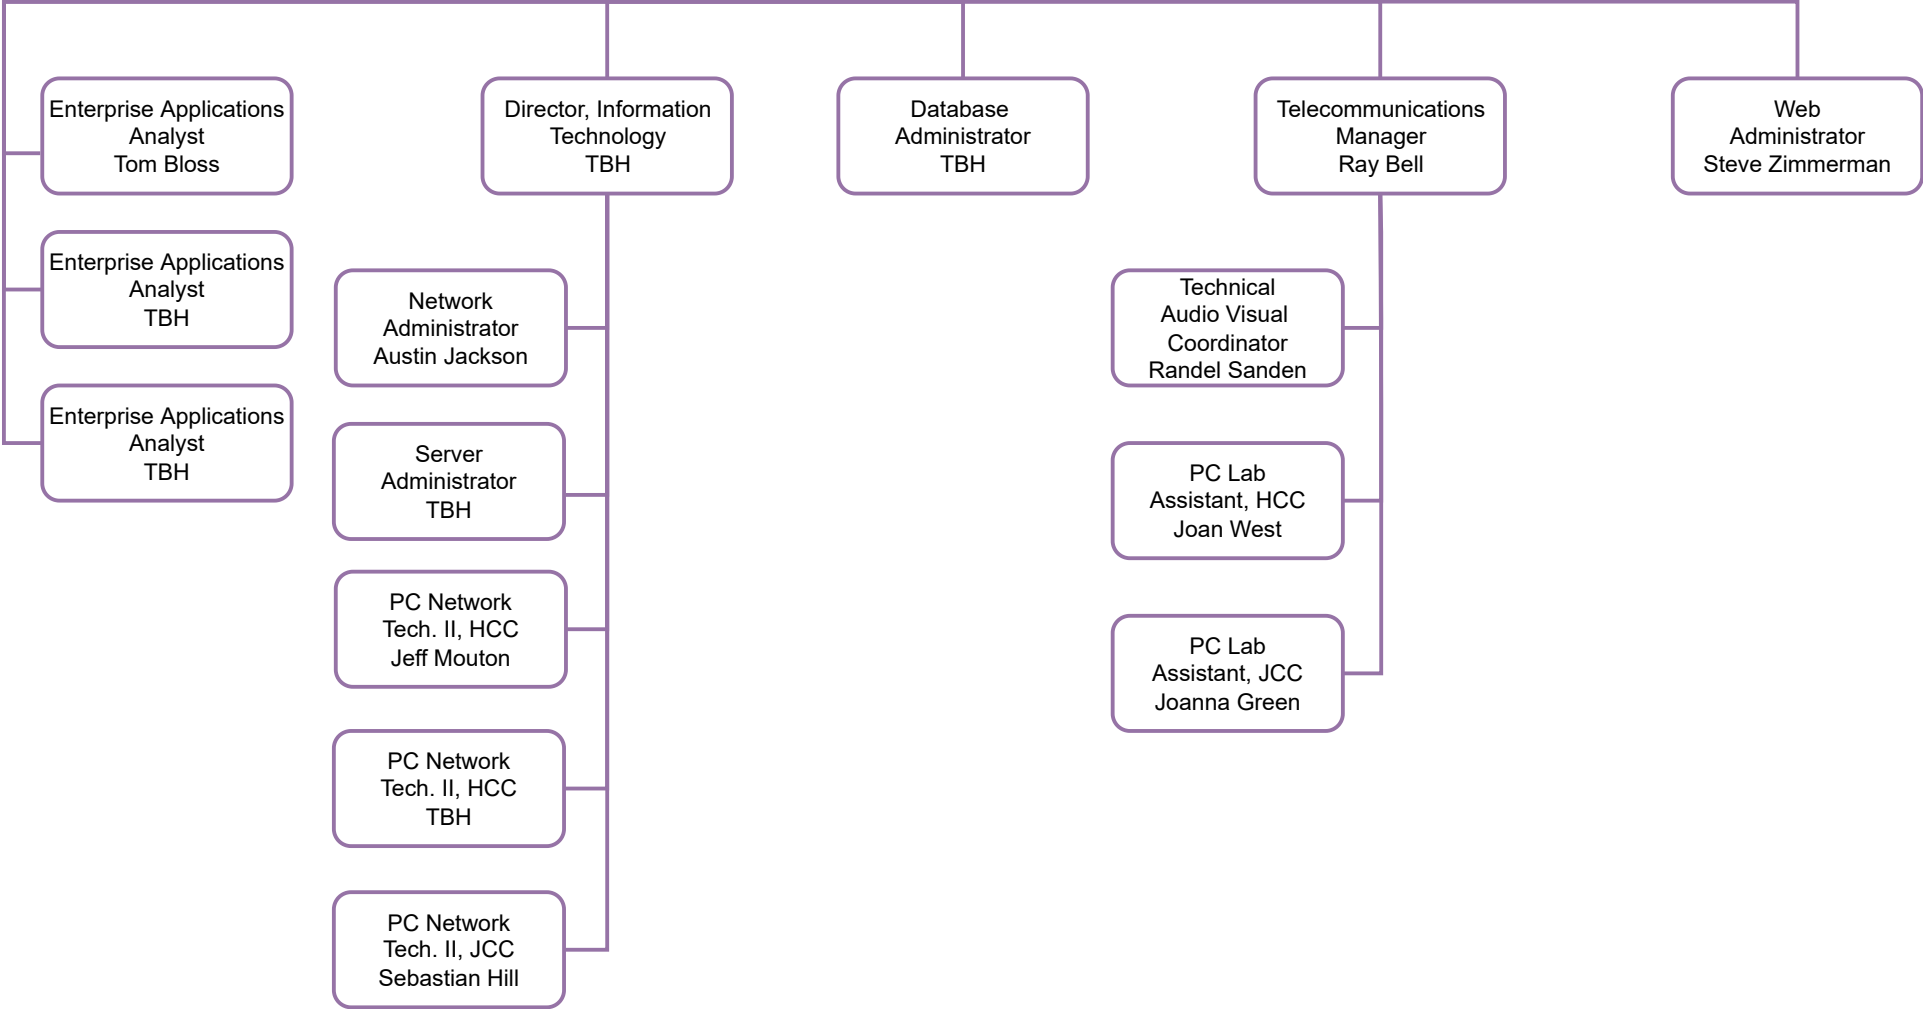 Enterprise Applications
Analyst
Tom Bloss
Enterprise Applications
Analyst
TBH
Enterprise Applications
Analyst
TBH
Director, Information
Technology
TBH
Network
Administrator
Austin Jackson
Server
Administrator
TBH
PC Network
Tech. II, HCC
Jeff Mouton
PC Network
Tech. II, HCC
TBH
PC Network
Tech. II, JCC
Sebastian Hill
Database
Administrator
TBH
Telecommunications
Manager
Ray Bell
Technical
Audio Visual
Coordinator
Randel Sanden
PC Lab
Assistant, HCC
Joan West
PC Lab
Assistant, JCC
Joanna Green
Web
Administrator
Steve Zimmerman